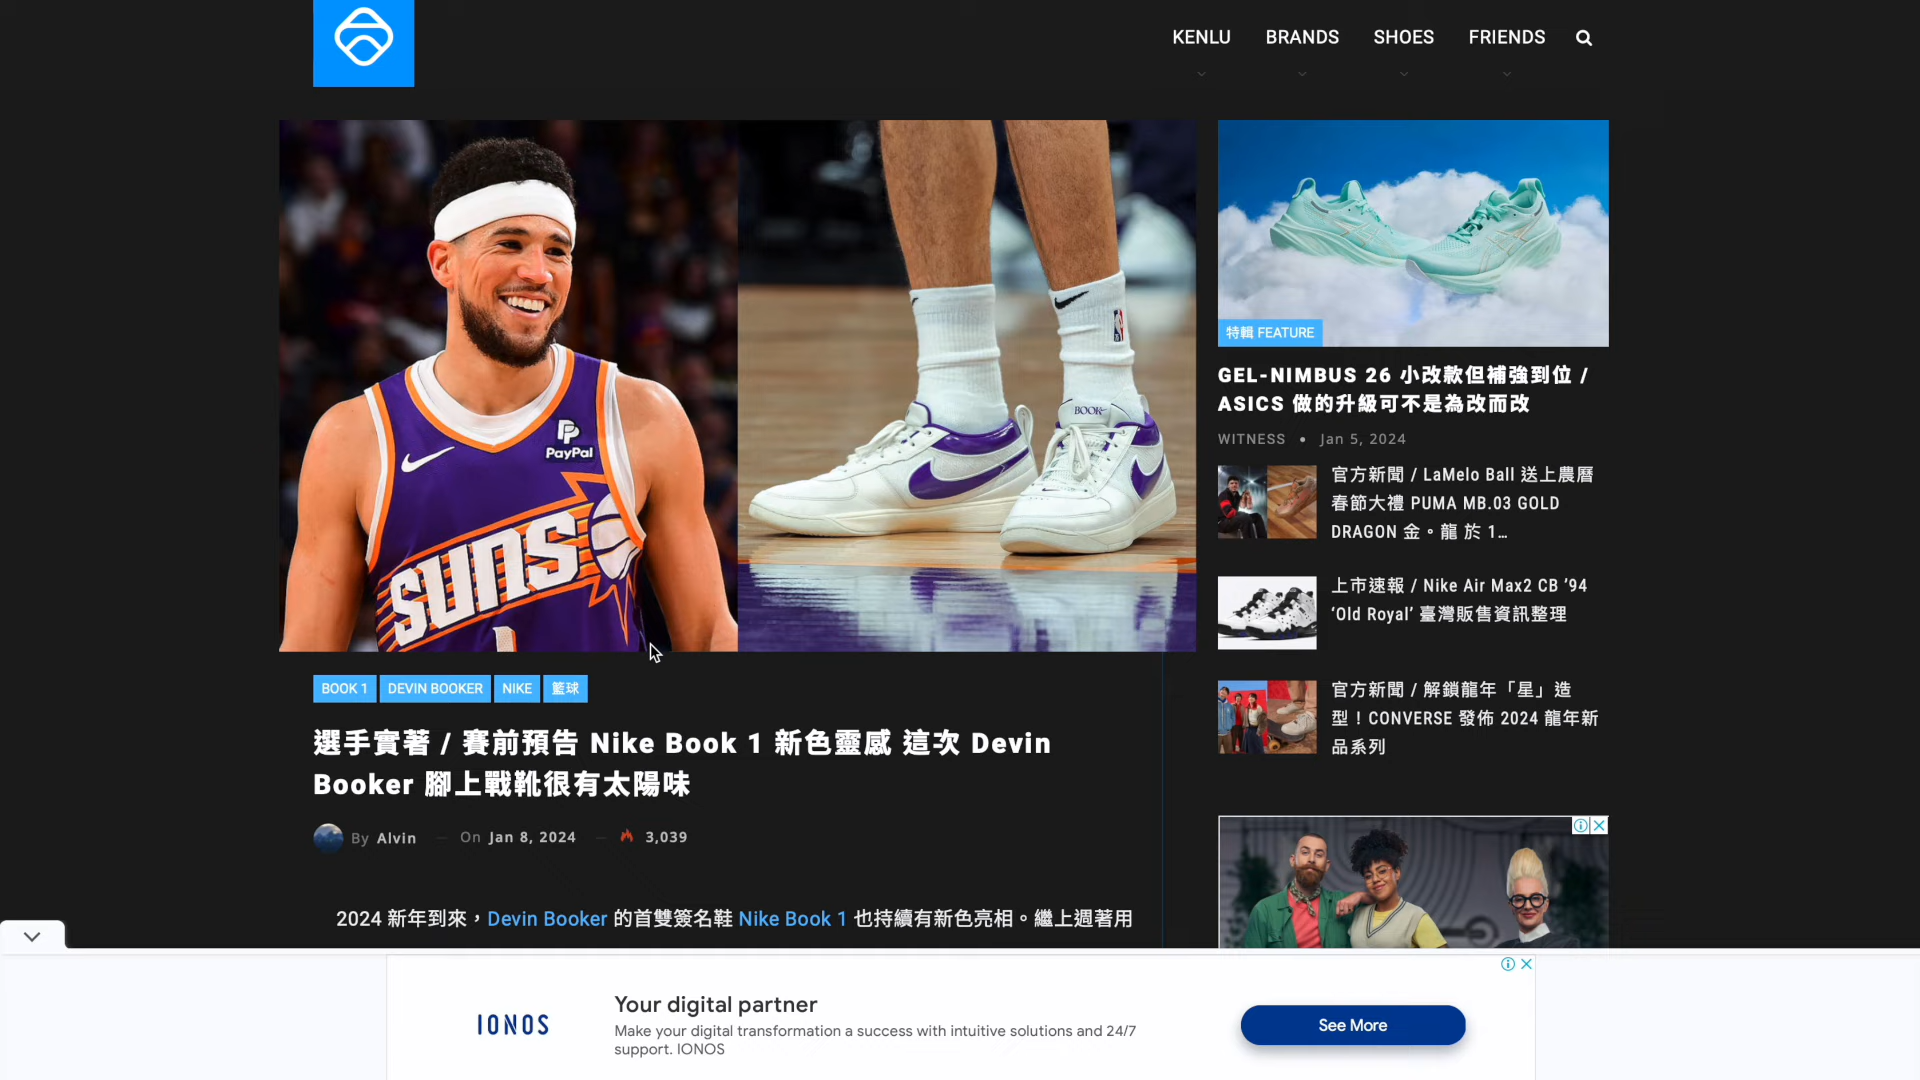 KENLU
BRANDS
SHOES
FRIENDS
PayPal
SUNS
BOOK
特輯 FEATURE
GEL-NIMBUS 26 小改款但補強到位 /
ASICS 做的升級可不是為改而改
WITNESS • Jan 5, 2024
官方新聞 / LaMelo Ball 送上農曆
春節大禮 PUMA MB.03 GOLD
DRAGON 金。龍 於 1...
上市速報 / Nike Air Max2 CB ’94
‘Old Royal’ 臺灣販售資訊整理
官方新聞 / 解鎖龍年「星」造
型！CONVERSE 發佈 2024 龍年新
品系列
BOOK 1
DEVIN BOOKER
NIKE
籃球
選手實著 / 賽前預告 Nike Book 1 新色靈感 這次 Devin
Booker 腳上戰靴很有太陽味
By Alvin — On Jan 8, 2024 — 3,039
2024 新年到來，Devin Booker 的首雙簽名鞋 Nike Book 1 也持續有新色亮相。繼上週著用
IONOS
Your digital partner
Make your digital transformation a success with intuitive solutions and 24/7
support. IONOS
See More